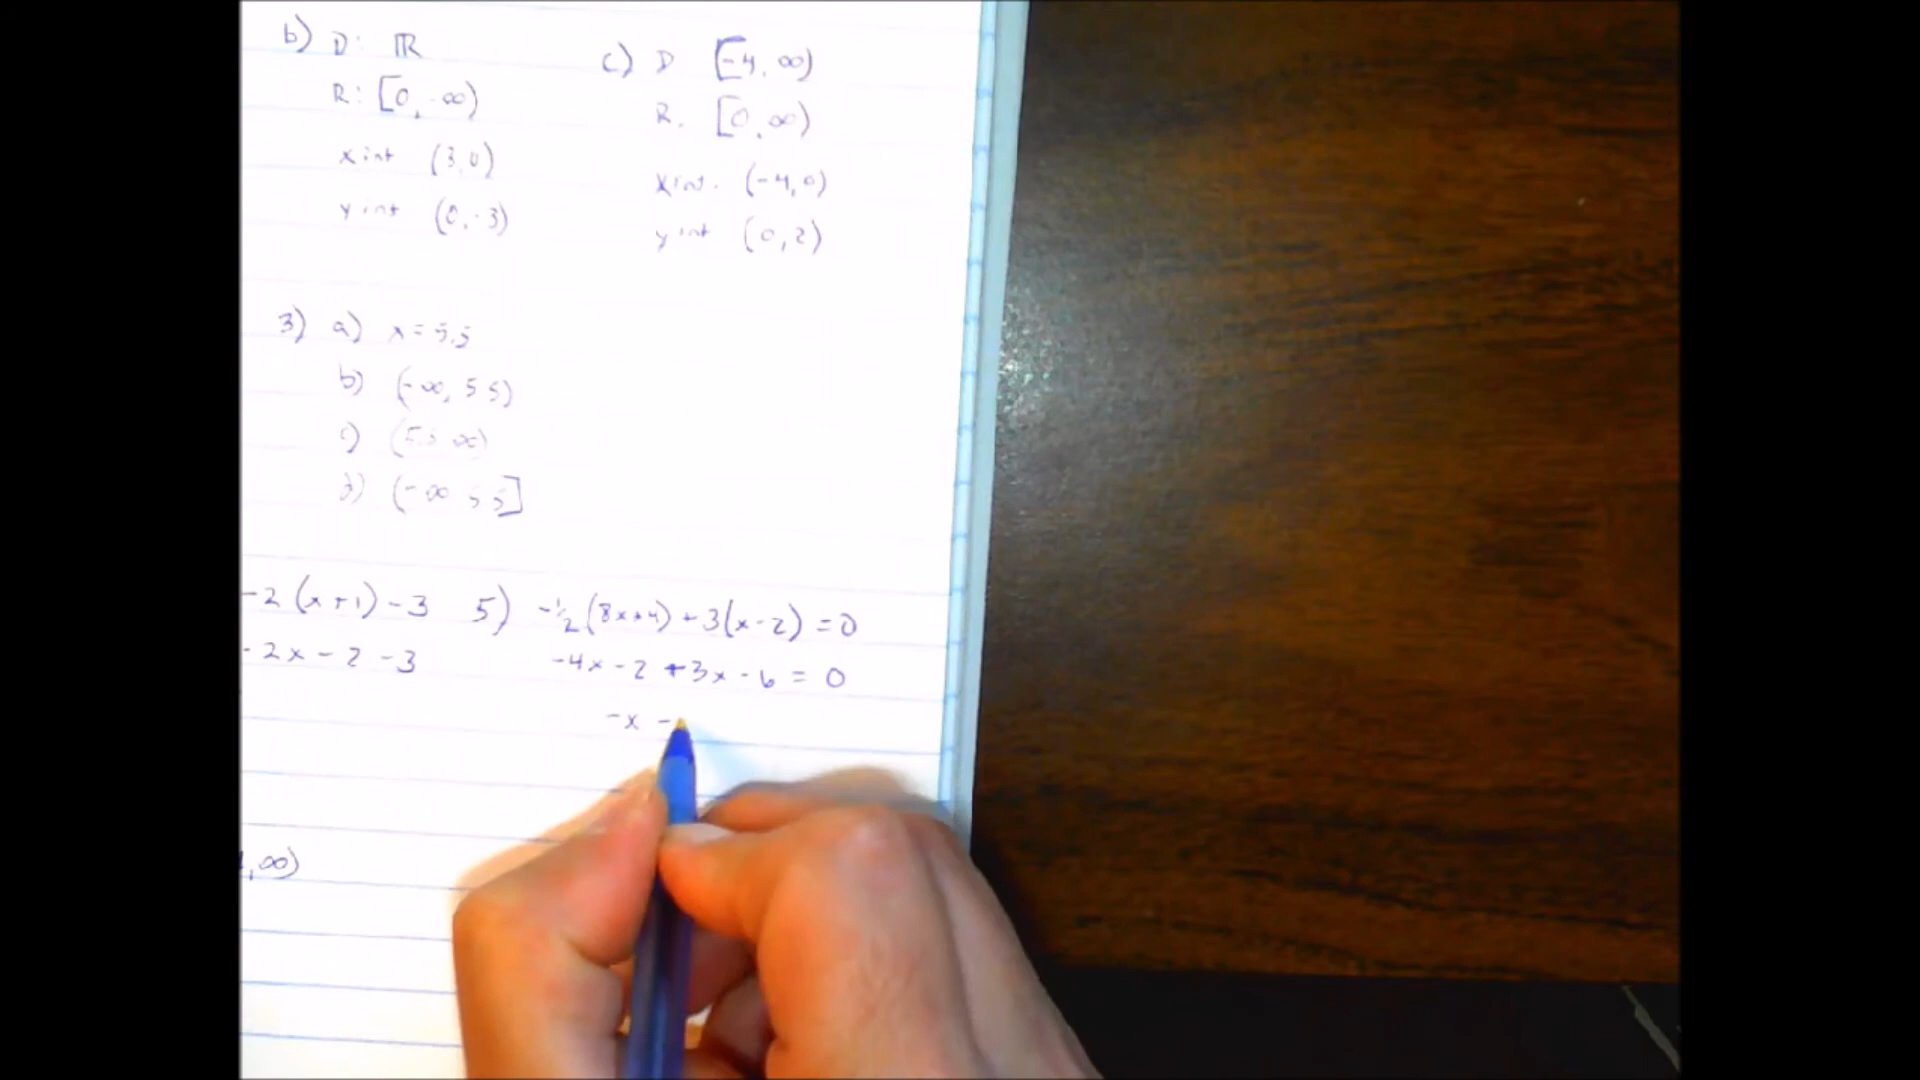 b) D: ℝ
R: [0, -∞)
x int (3,0)
y int (0,-3)
c) D [-4, ∞)
R. [0, ∞)
x int. (-4,0)
y int (0,2)
3) a) x = 5.5
b) (-∞, 5.5)
c) (5.5 ∞)
d) (-∞ 5.5]
-2(x+1)-3
-2x-2-3
5) -1/2(8x+4)+3(x-2)=0
-4x-2+3x-6=0
-x -
,∞)